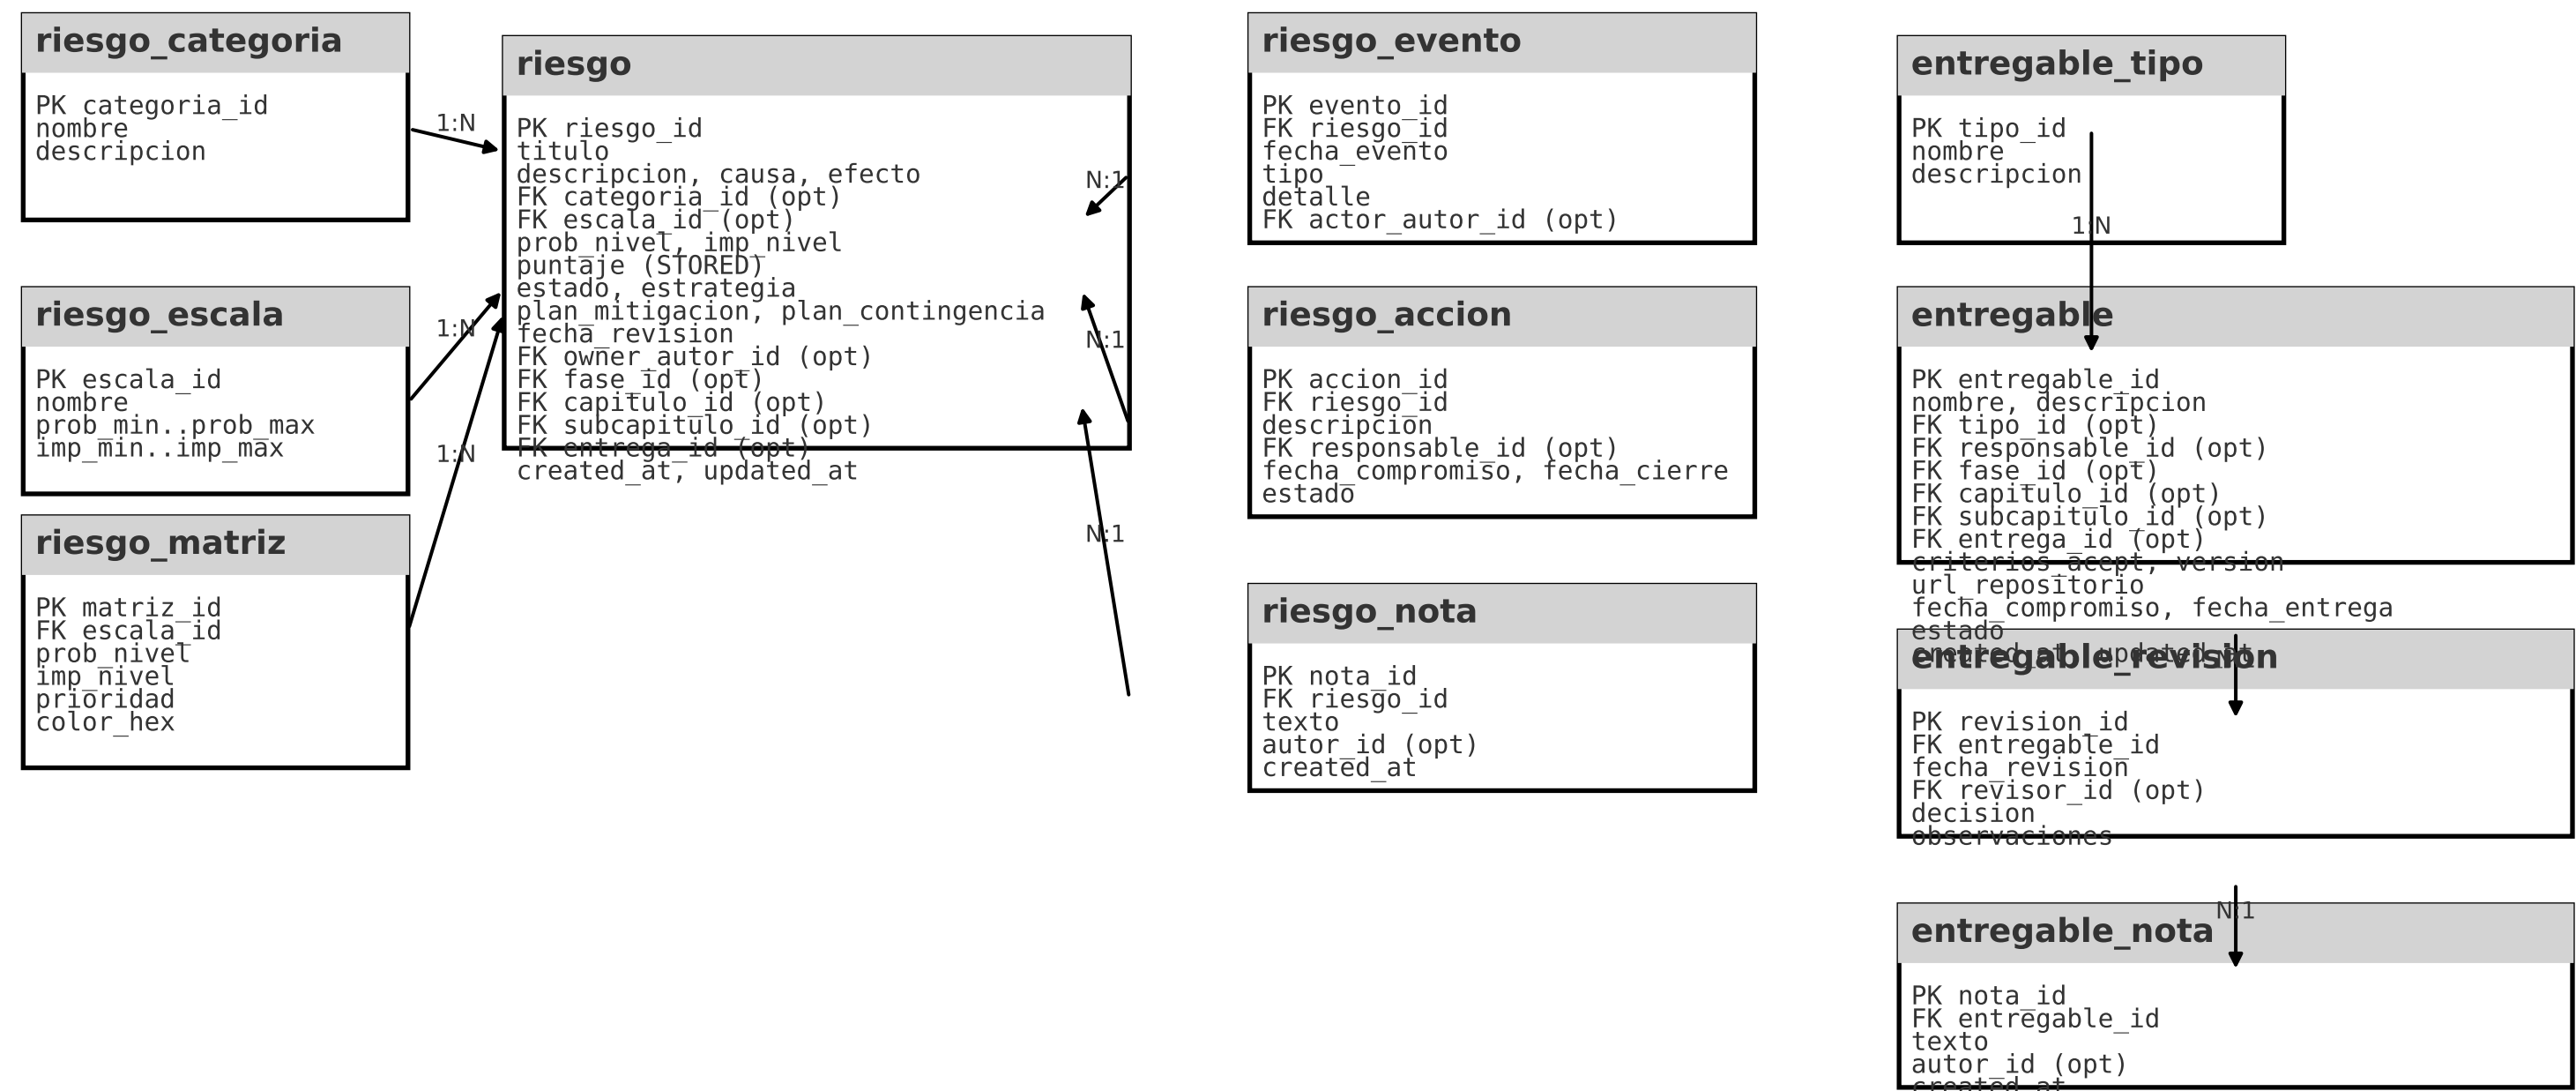 riesgo_categoria
PK categoria_id
nombre
descripcion
1:N
riesgo_escala
PK escala_id
nombre
prob_min..prob_max
imp_min..imp_max
1:N
riesgo_matriz
PK matriz_id
FK escala_id
prob_nivel
imp_nivel
prioridad
color_hex
1:N
riesgo
PK riesgo_id
titulo
descripcion, causa, efecto
FK categoria_id (opt)
FK escala_id (opt)
prob_nivel, imp_nivel
puntaje (STORED)
estado, estrategia
plan_mitigacion, plan_contingencia
fecha_revision
FK owner_autor_id (opt)
FK fase_id (opt)
FK capitulo_id (opt)
FK subcapitulo_id (opt)
FK entrega_id (opt)
created_at, updated_at
N:1
N:1
N:1
riesgo_evento
PK evento_id
FK riesgo_id
fecha_evento
tipo
detalle
FK actor_autor_id (opt)
riesgo_accion
PK accion_id
FK riesgo_id
descripcion
FK responsable_id (opt)
fecha_compromiso, fecha_cierre
estado
riesgo_nota
PK nota_id
FK riesgo_id
texto
autor_id (opt)
created_at
entregable_tipo
PK tipo_id
nombre
descripcion
1:N
entregable
PK entregable_id
nombre, descripcion
FK tipo_id (opt)
FK responsable_id (opt)
FK fase_id (opt)
FK capitulo_id (opt)
FK subcapitulo_id (opt)
FK entrega_id (opt)
criterios_acept, version
url_repositorio
fecha_compromiso, fecha_entrega
estado
created_at, updated_at
entregable_revision
PK revision_id
FK entregable_id
fecha_revision
FK revisor_id (opt)
decision
observaciones
N:1
entregable_nota
PK nota_id
FK entregable_id
texto
autor_id (opt)
created_at